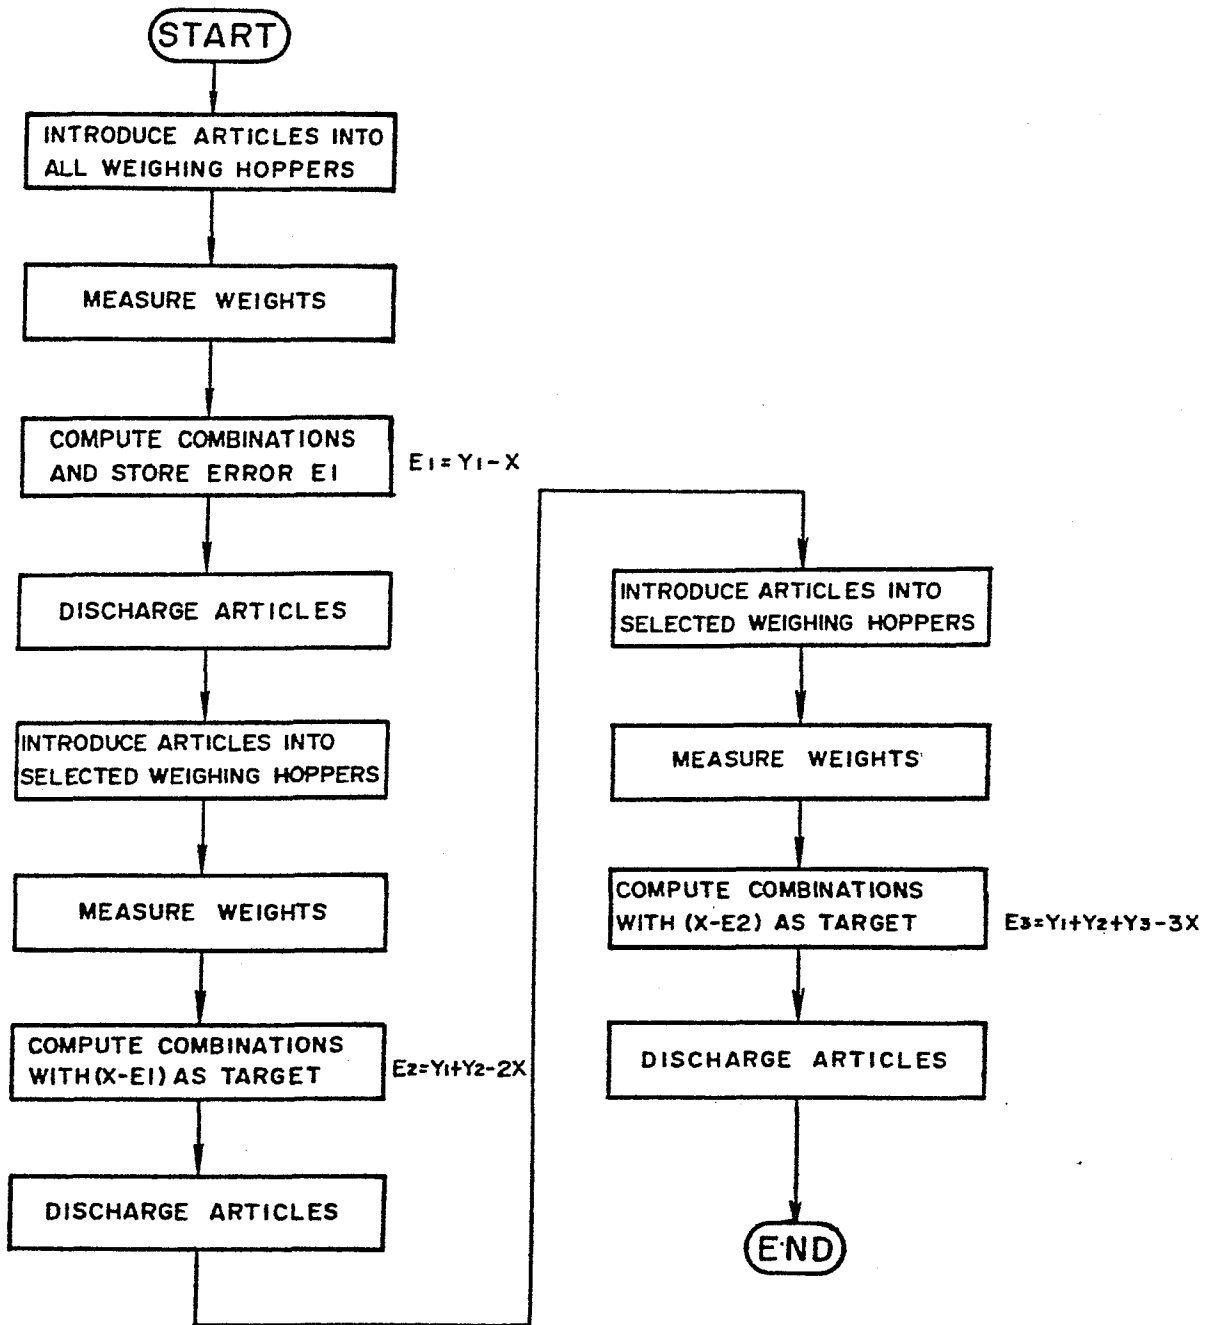 START
INTRODUCE ARTICLES INTO
ALL WEIGHING HOPPERS
MEASURE WEIGHTS
COMPUTE COMBINATIONS
AND STORE ERROR E1
E1=Y1-X
DISCHARGE ARTICLES
INTRODUCE ARTICLES INTO
SELECTED WEIGHING HOPPERS
MEASURE WEIGHTS
COMPUTE COMBINATIONS
WITH (X-E1) AS TARGET
E2=Y1+Y2-2X
DISCHARGE ARTICLES
INTRODUCE ARTICLES INTO
SELECTED WEIGHING HOPPERS
MEASURE WEIGHTS
COMPUTE COMBINATIONS
WITH (X-E2) AS TARGET
E3=Y1+Y2+Y3-3X
DISCHARGE ARTICLES
END